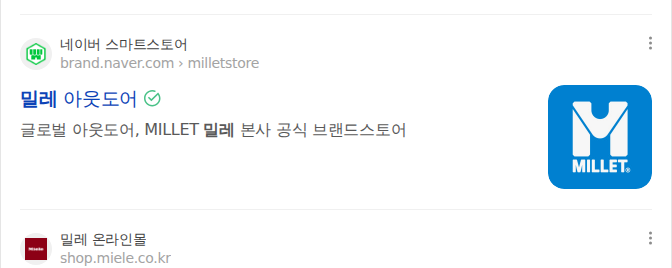 네이버 스마트스토어
brand.naver.com › milletstore
밀레 아웃도어
글로벌 아웃도어, MILLET 밀레 본사 공식 브랜드스토어
MILLET®
밀레 온라인몰
Miele
shop.miele.co.kr